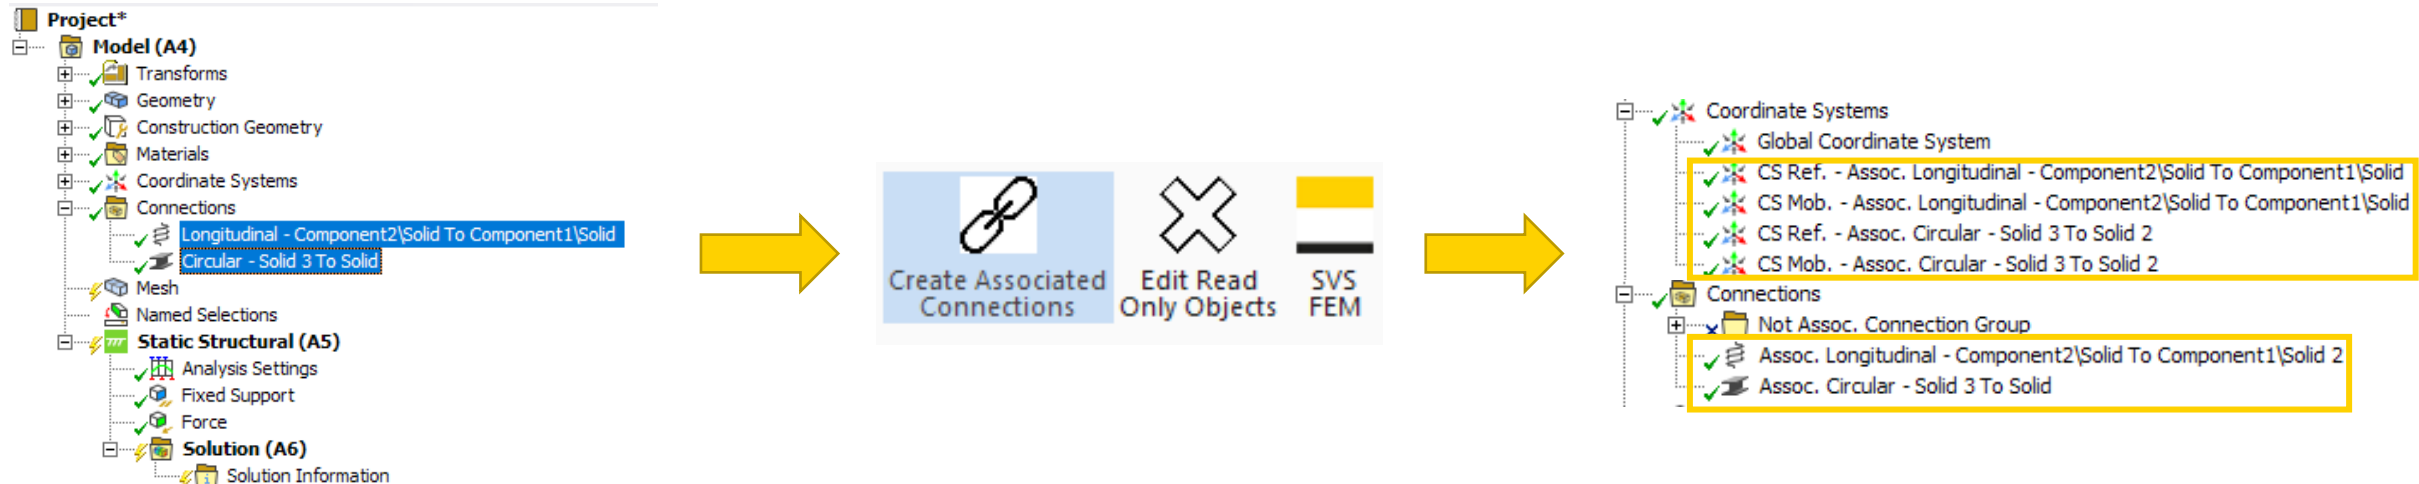 Project*
Model (A4)
Transforms
Geometry
Construction Geometry
Materials
Coordinate Systems
Connections
Longitudinal - Component2\Solid To Component1\Solid
Circular - Solid 3 To Solid
Mesh
Named Selections
Static Structural (A5)
Analysis Settings
Fixed Support
Force
Solution (A6)
Solution Information
Create Associated
Connections
Edit Read
Only Objects
SVS
FEM
Coordinate Systems
Global Coordinate System
CS Ref. - Assoc. Longitudinal - Component2\Solid To Component1\Solid
CS Mob. - Assoc. Longitudinal - Component2\Solid To Component1\Solid
CS Ref. - Assoc. Circular - Solid 3 To Solid 2
CS Mob. - Assoc. Circular - Solid 3 To Solid 2
Connections
Not Assoc. Connection Group
Assoc. Longitudinal - Component2\Solid To Component1\Solid 2
Assoc. Circular - Solid 3 To Solid